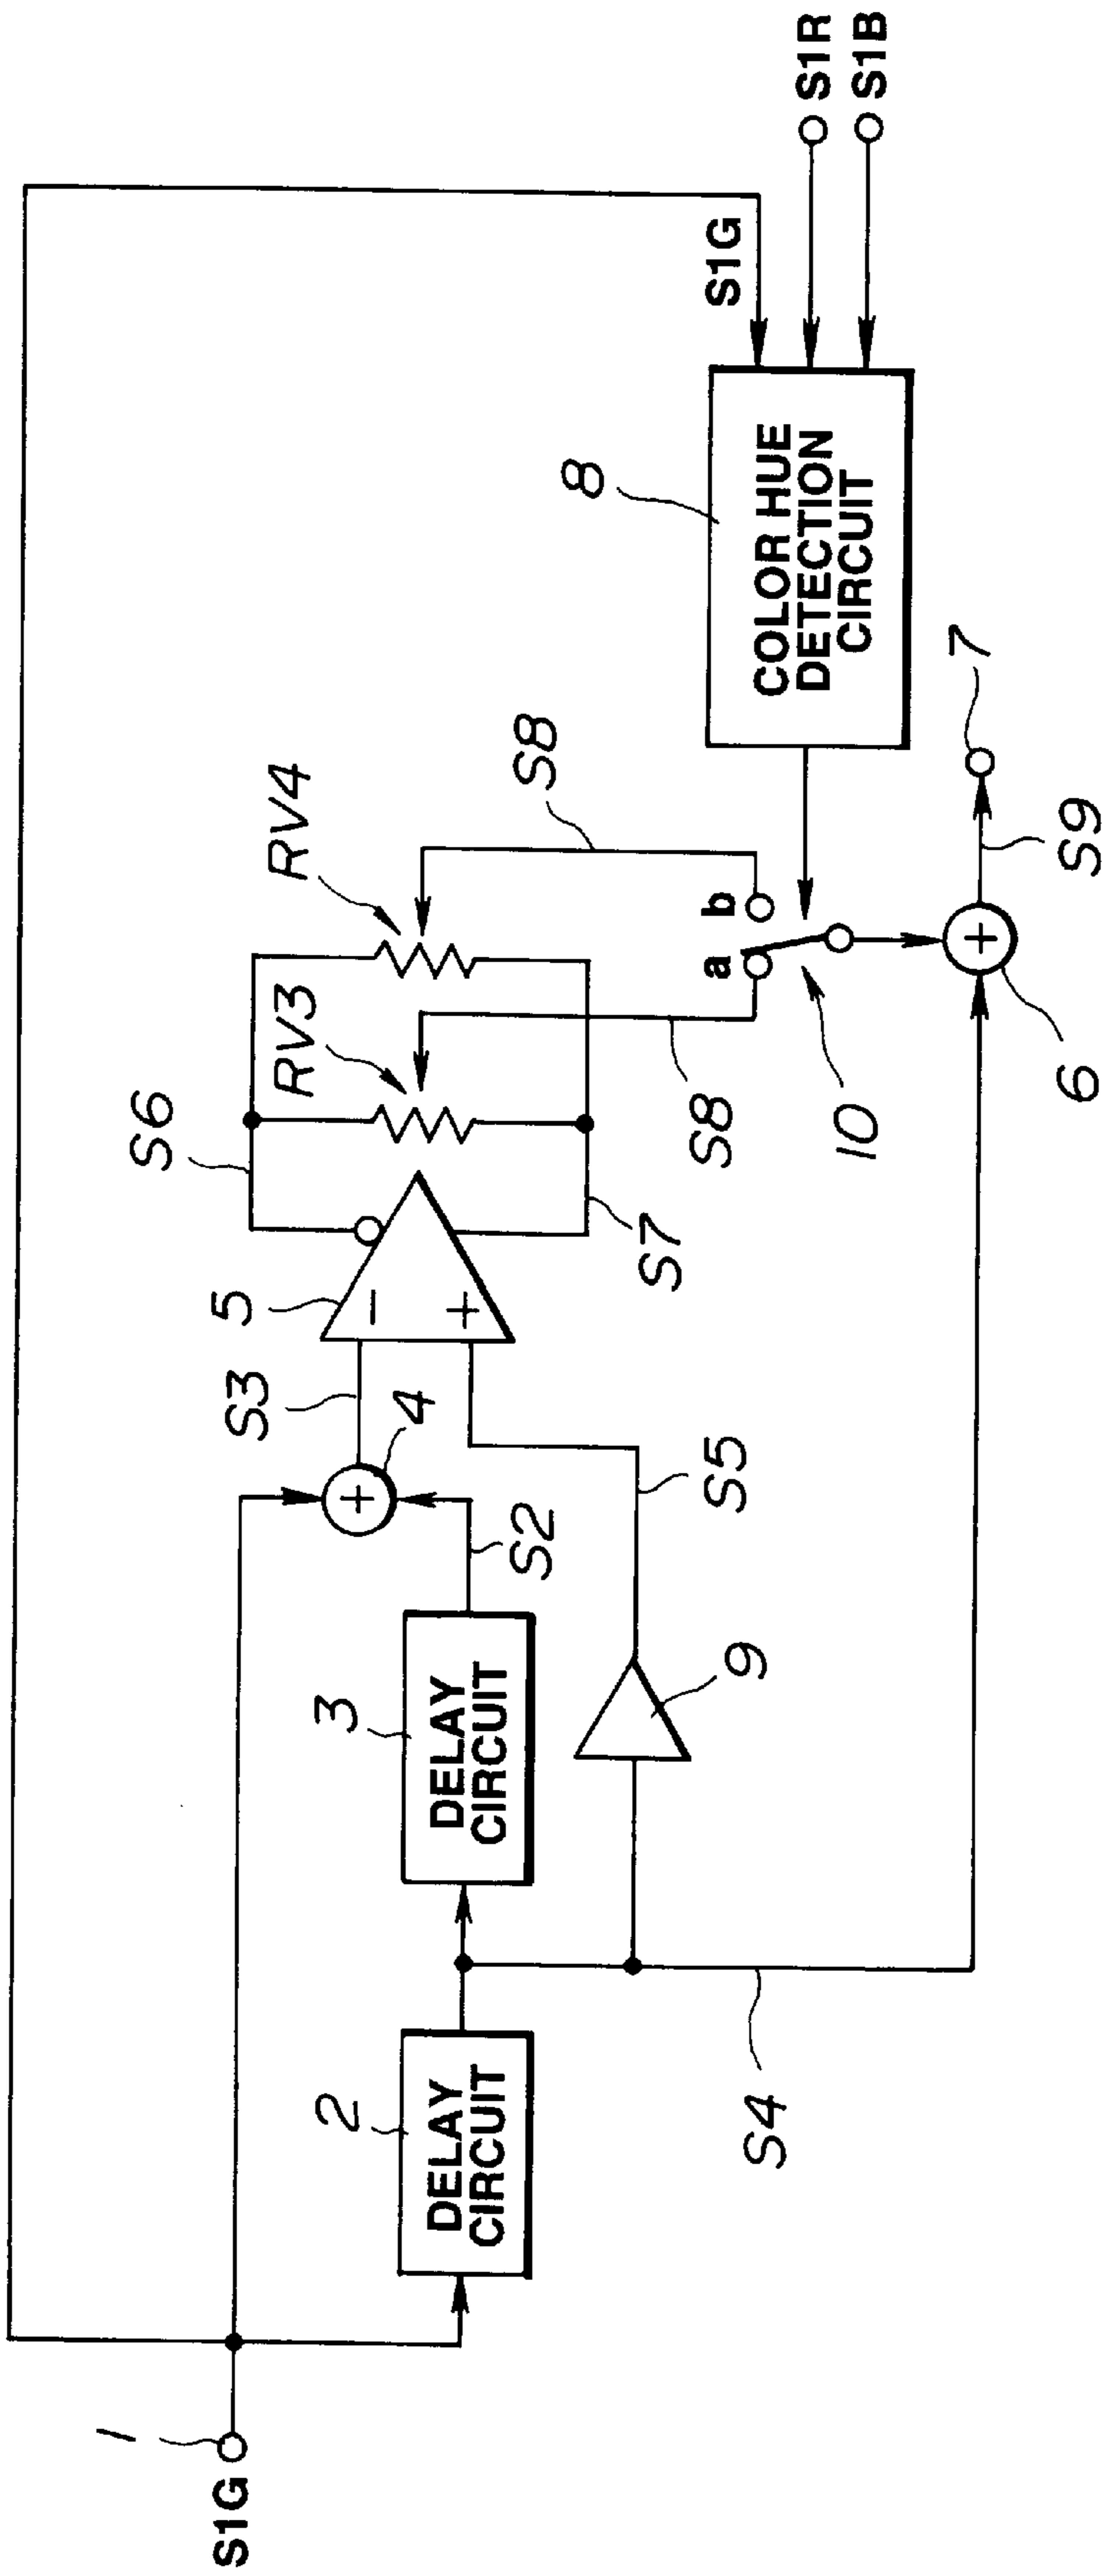 S1G
1
2
DELAY
CIRCUIT
3
DELAY
CIRCUIT
S2
S4
9
S5
S3
4
+
5
−
+
S6
S7
RV3
RV4
S8
S8
a
b
10
8
COLOR HUE
DETECTION
CIRCUIT
S1G
S1R
S1B
6
+
S9
7